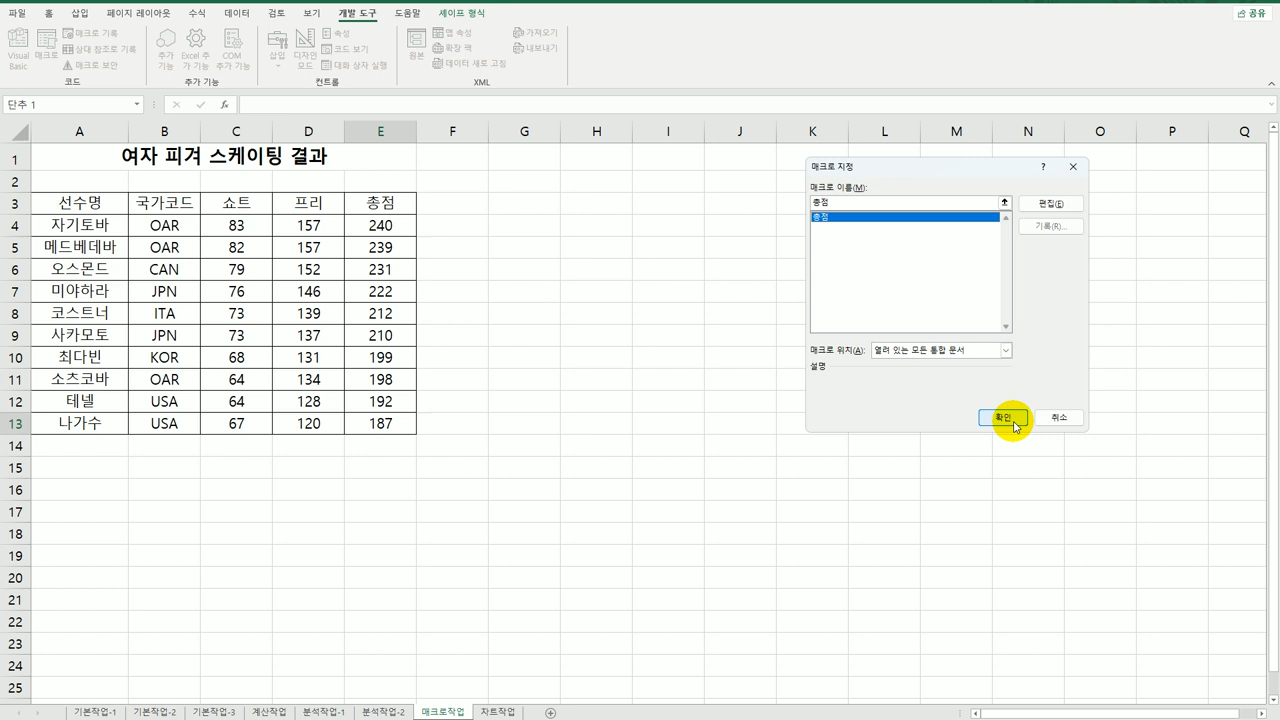 파일 홈 삽입 페이지 레이아웃 수식 데이터 검토 보기 개발 도구 도움말 셰이프 형식 공유
Visual Basic 매크로 매크로 기록 상대 참조로 기록 매크로 보안
추가 기능 Excel 추가 기능 COM 추가 기능
삽입 디자인 모드 속성 코드 보기 대화 상자 실행
원본 맵 속성 확장 팩 데이터 새로 고침 가져오기 내보내기
코드 추가 기능 컨트롤 XML
단추 1 fx
A B C D E F G H I J K L M N O P Q
1 여자 피겨 스케이팅 결과
2
3 선수명 국가코드 쇼트 프리 총점
4 자기토바 OAR 83 157 240
5 메드베데바 OAR 82 157 239
6 오스몬드 CAN 79 152 231
7 미야하라 JPN 76 146 222
8 코스트너 ITA 73 139 212
9 사카모토 JPN 73 137 210
10 최다빈 KOR 68 131 199
11 소츠코바 OAR 64 134 198
12 테넬 USA 64 128 192
13 나가수 USA 67 120 187
14
15
16
17
18
19
20
21
22
23
24
25
매크로 지정 ?
매크로 이름(M):
총점 편집(E)
총점
기록(R)...
매크로 위치(A): 열려 있는 모든 통합 문서
설명
확인 취소
기본작업-1 기본작업-2 기본작업-3 계산작업 분석작업-1 분석작업-2 매크로작업 차트작업